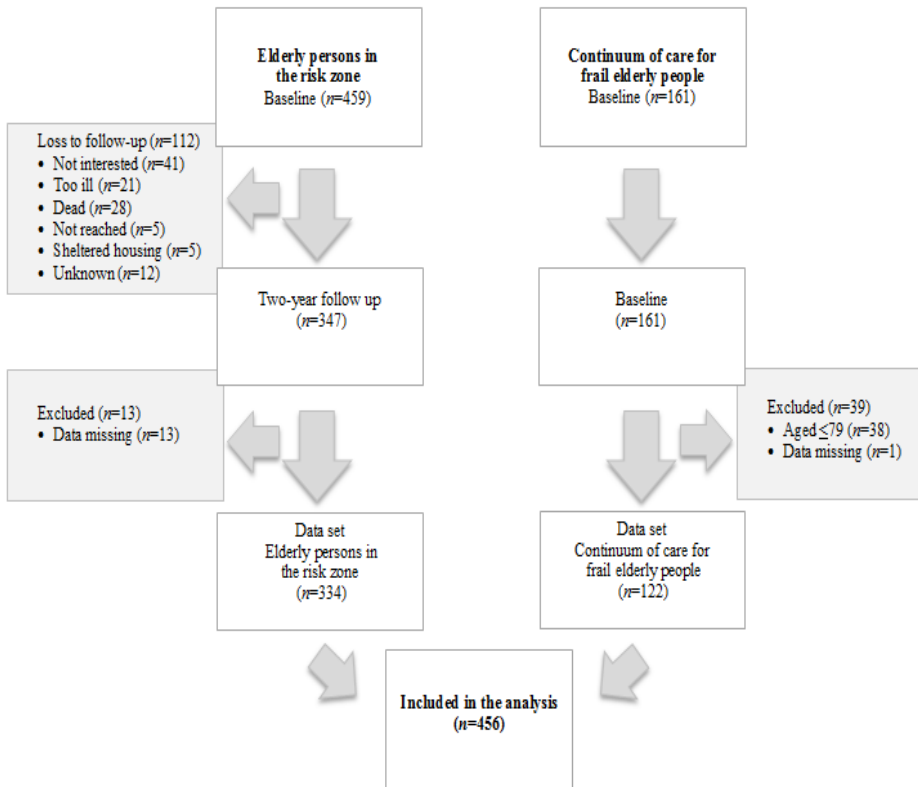 Elderly persons in
the risk zone
Baseline (n=459)
Continuum of care for
frail elderly people
Baseline (n=161)
Loss to follow-up (n=112)
• Not interested (n=41)
• Too ill (n=21)
• Dead (n=28)
• Not reached (n=5)
• Sheltered housing (n=5)
• Unknown (n=12)
Two-year follow up
(n=347)
Baseline
(n=161)
Excluded (n=13)
• Data missing (n=13)
Excluded (n=39)
• Aged ≤79 (n=38)
• Data missing (n=1)
Data set
Elderly persons in
the risk zone
(n=334)
Data set
Continuum of care for
frail elderly people
(n=122)
Included in the analysis
(n=456)